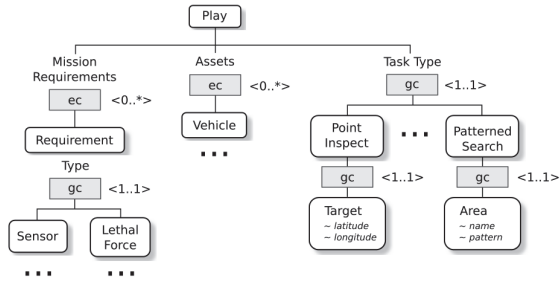 Play
Mission
Requirements
ec <0..*>
Requirement
Type
gc <1..1>
Sensor
Lethal
Force
Assets
ec <0..*>
Vehicle
Task Type
gc <1..1>
Point
Inspect
Patterned
Search
gc <1..1>
gc <1..1>
Target
~ latitude
~ longitude
Area
~ name
~ pattern